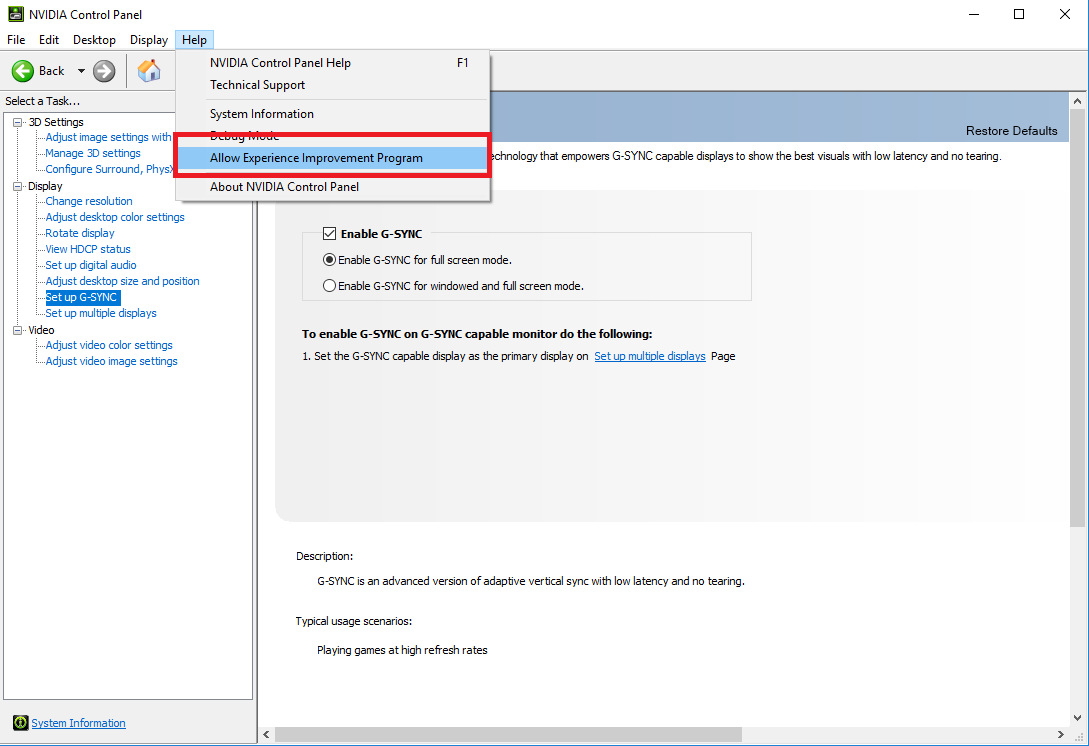 NVIDIA Control Panel
File Edit Desktop Display Help
Back
NVIDIA Control Panel Help F1
Technical Support
System Information
Debug Mode
Allow Experience Improvement Program
About NVIDIA Control Panel
Select a Task...
3D Settings
Adjust image settings with
Manage 3D settings
Configure Surround, PhysX
Display
Change resolution
Adjust desktop color settings
Rotate display
View HDCP status
Set up digital audio
Adjust desktop size and position
Set up G-SYNC
Set up multiple displays
Video
Adjust video color settings
Adjust video image settings
System Information
Restore Defaults
echnology that empowers G-SYNC capable displays to show the best visuals with low latency and no tearing.
Enable G-SYNC
Enable G-SYNC for full screen mode.
Enable G-SYNC for windowed and full screen mode.
To enable G-SYNC on G-SYNC capable monitor do the following:
1. Set the G-SYNC capable display as the primary display on Set up multiple displays Page
Description:
G-SYNC is an advanced version of adaptive vertical sync with low latency and no tearing.
Typical usage scenarios:
Playing games at high refresh rates